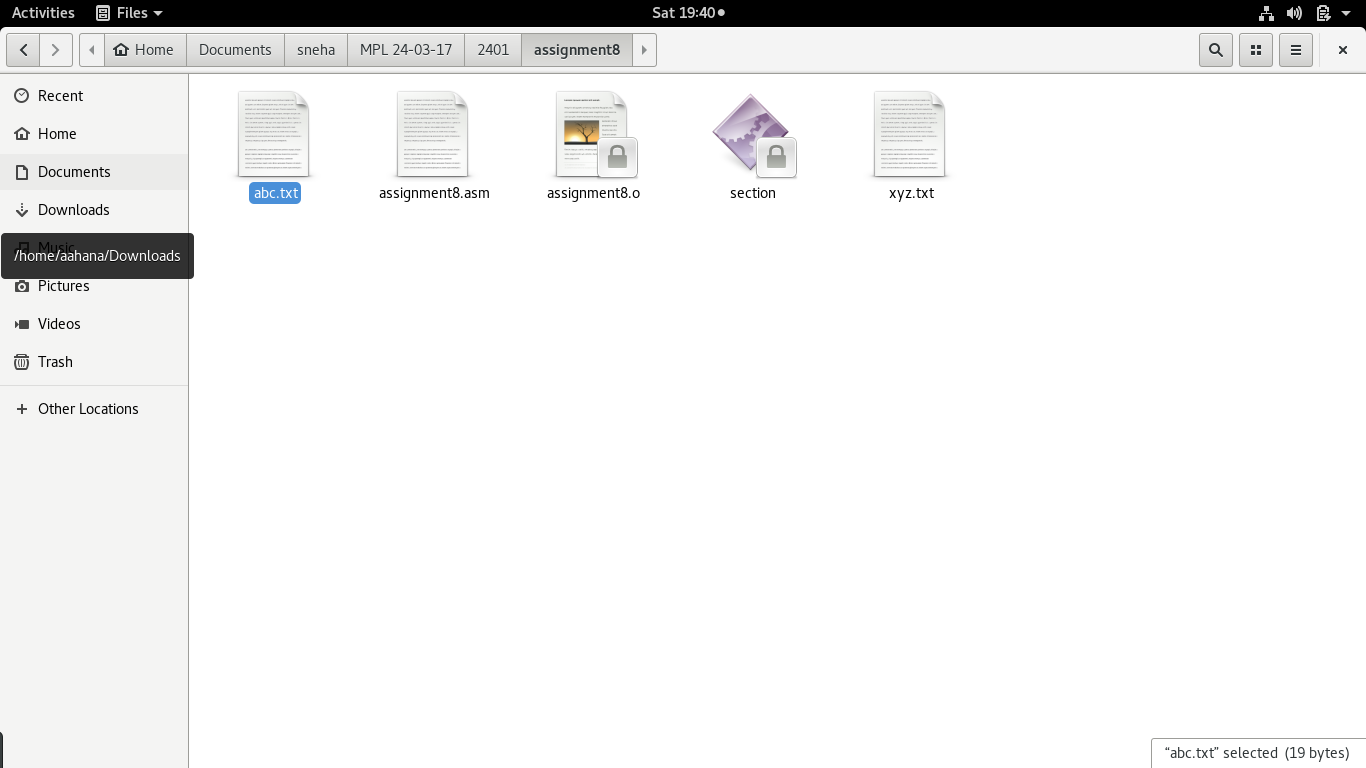 Activities Files Sat 19:40
Home Documents sneha MPL 24-03-17 2401 assignment8
Recent
Home
Documents
Downloads
Music
/home/aahana/Downloads
Pictures
Videos
Trash
Other Locations
abc.txt assignment8.asm assignment8.o section xyz.txt
“abc.txt” selected (19 bytes)